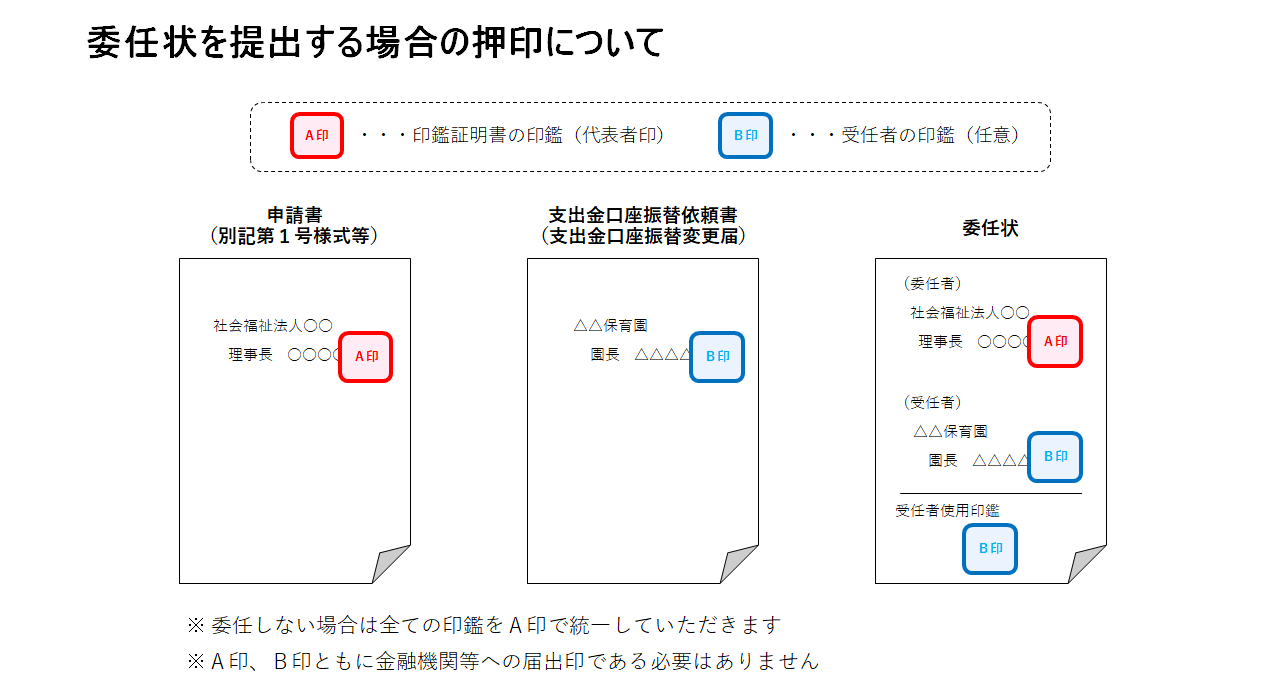 委任状を提出する場合の押印について
A印 ・・・印鑑証明書の印鑑（代表者印） B印 ・・・受任者の印鑑（任意）
申請書
（別記第１号様式等）
社会福祉法人〇〇
理事長 〇〇〇〇
A印
支出金口座振替依頼書
（支出金口座振替変更届）
△△保育園
園長 △△△△
B印
委任状
（委任者）
社会福祉法人〇〇
理事長 〇〇〇〇
A印
（受任者）
△△保育園
園長 △△△△
B印
受任者使用印鑑
B印
※ 委任しない場合は全ての印鑑をＡ印で統一していただきます
※ Ａ印、Ｂ印ともに金融機関等への届出印である必要はありません